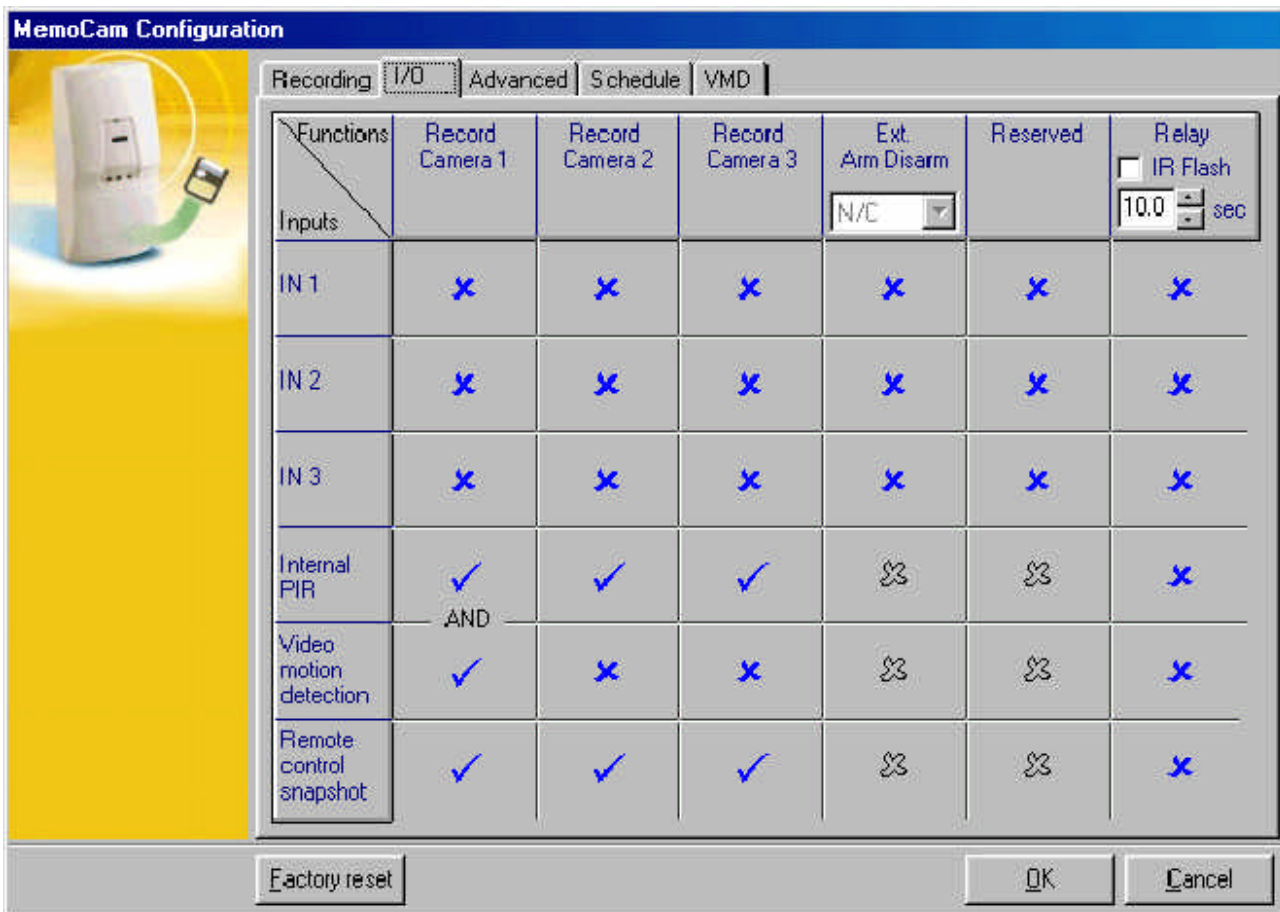 MemoCam Configuration
Recording I/O Advanced Schedule VMD
Functions
Inputs
Record
Camera 1
Record
Camera 2
Record
Camera 3
Ext.
Arm Disarm
N/C
Reserved
Relay
IR Flash
10.0 sec
IN 1
IN 2
IN 3
Internal
PIR
AND
Video
motion
detection
Remote
control
snapshot
Factory reset
OK
Cancel